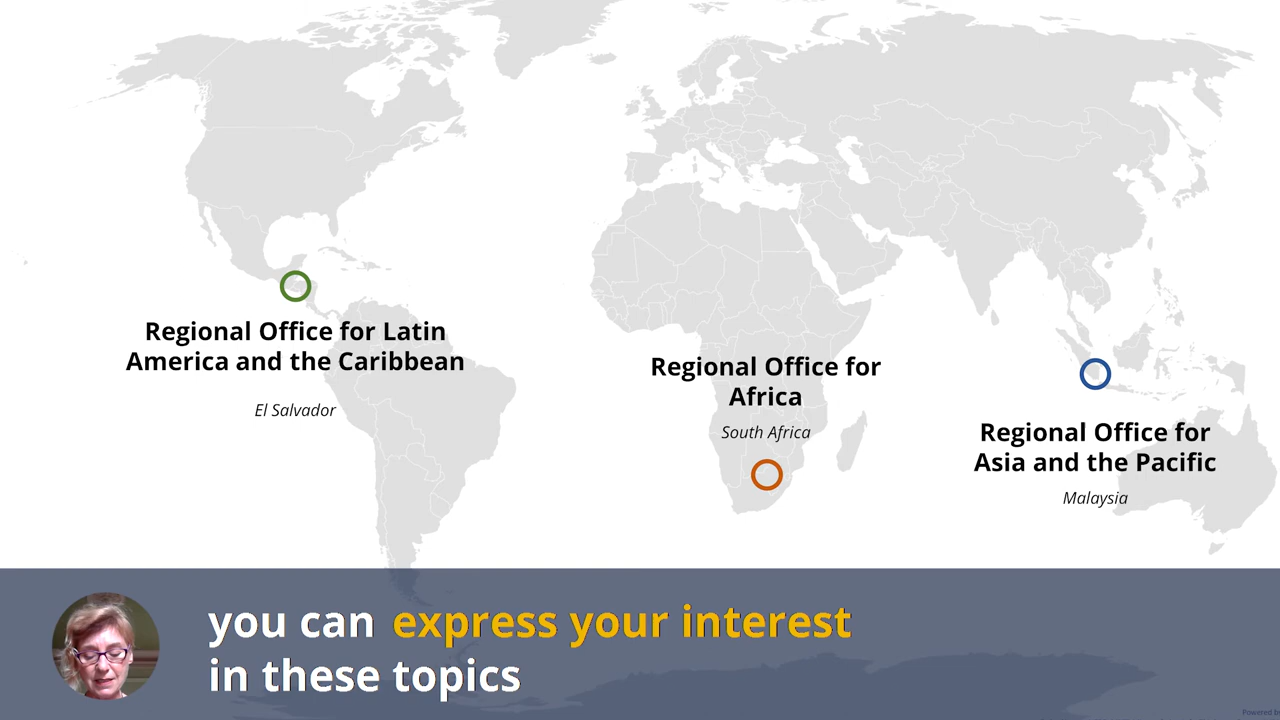 Regional Office for Latin
America and the Caribbean
El Salvador
Regional Office for
Africa
South Africa
Regional Office for
Asia and the Pacific
Malaysia
you can express your interest
in these topics
Powered b